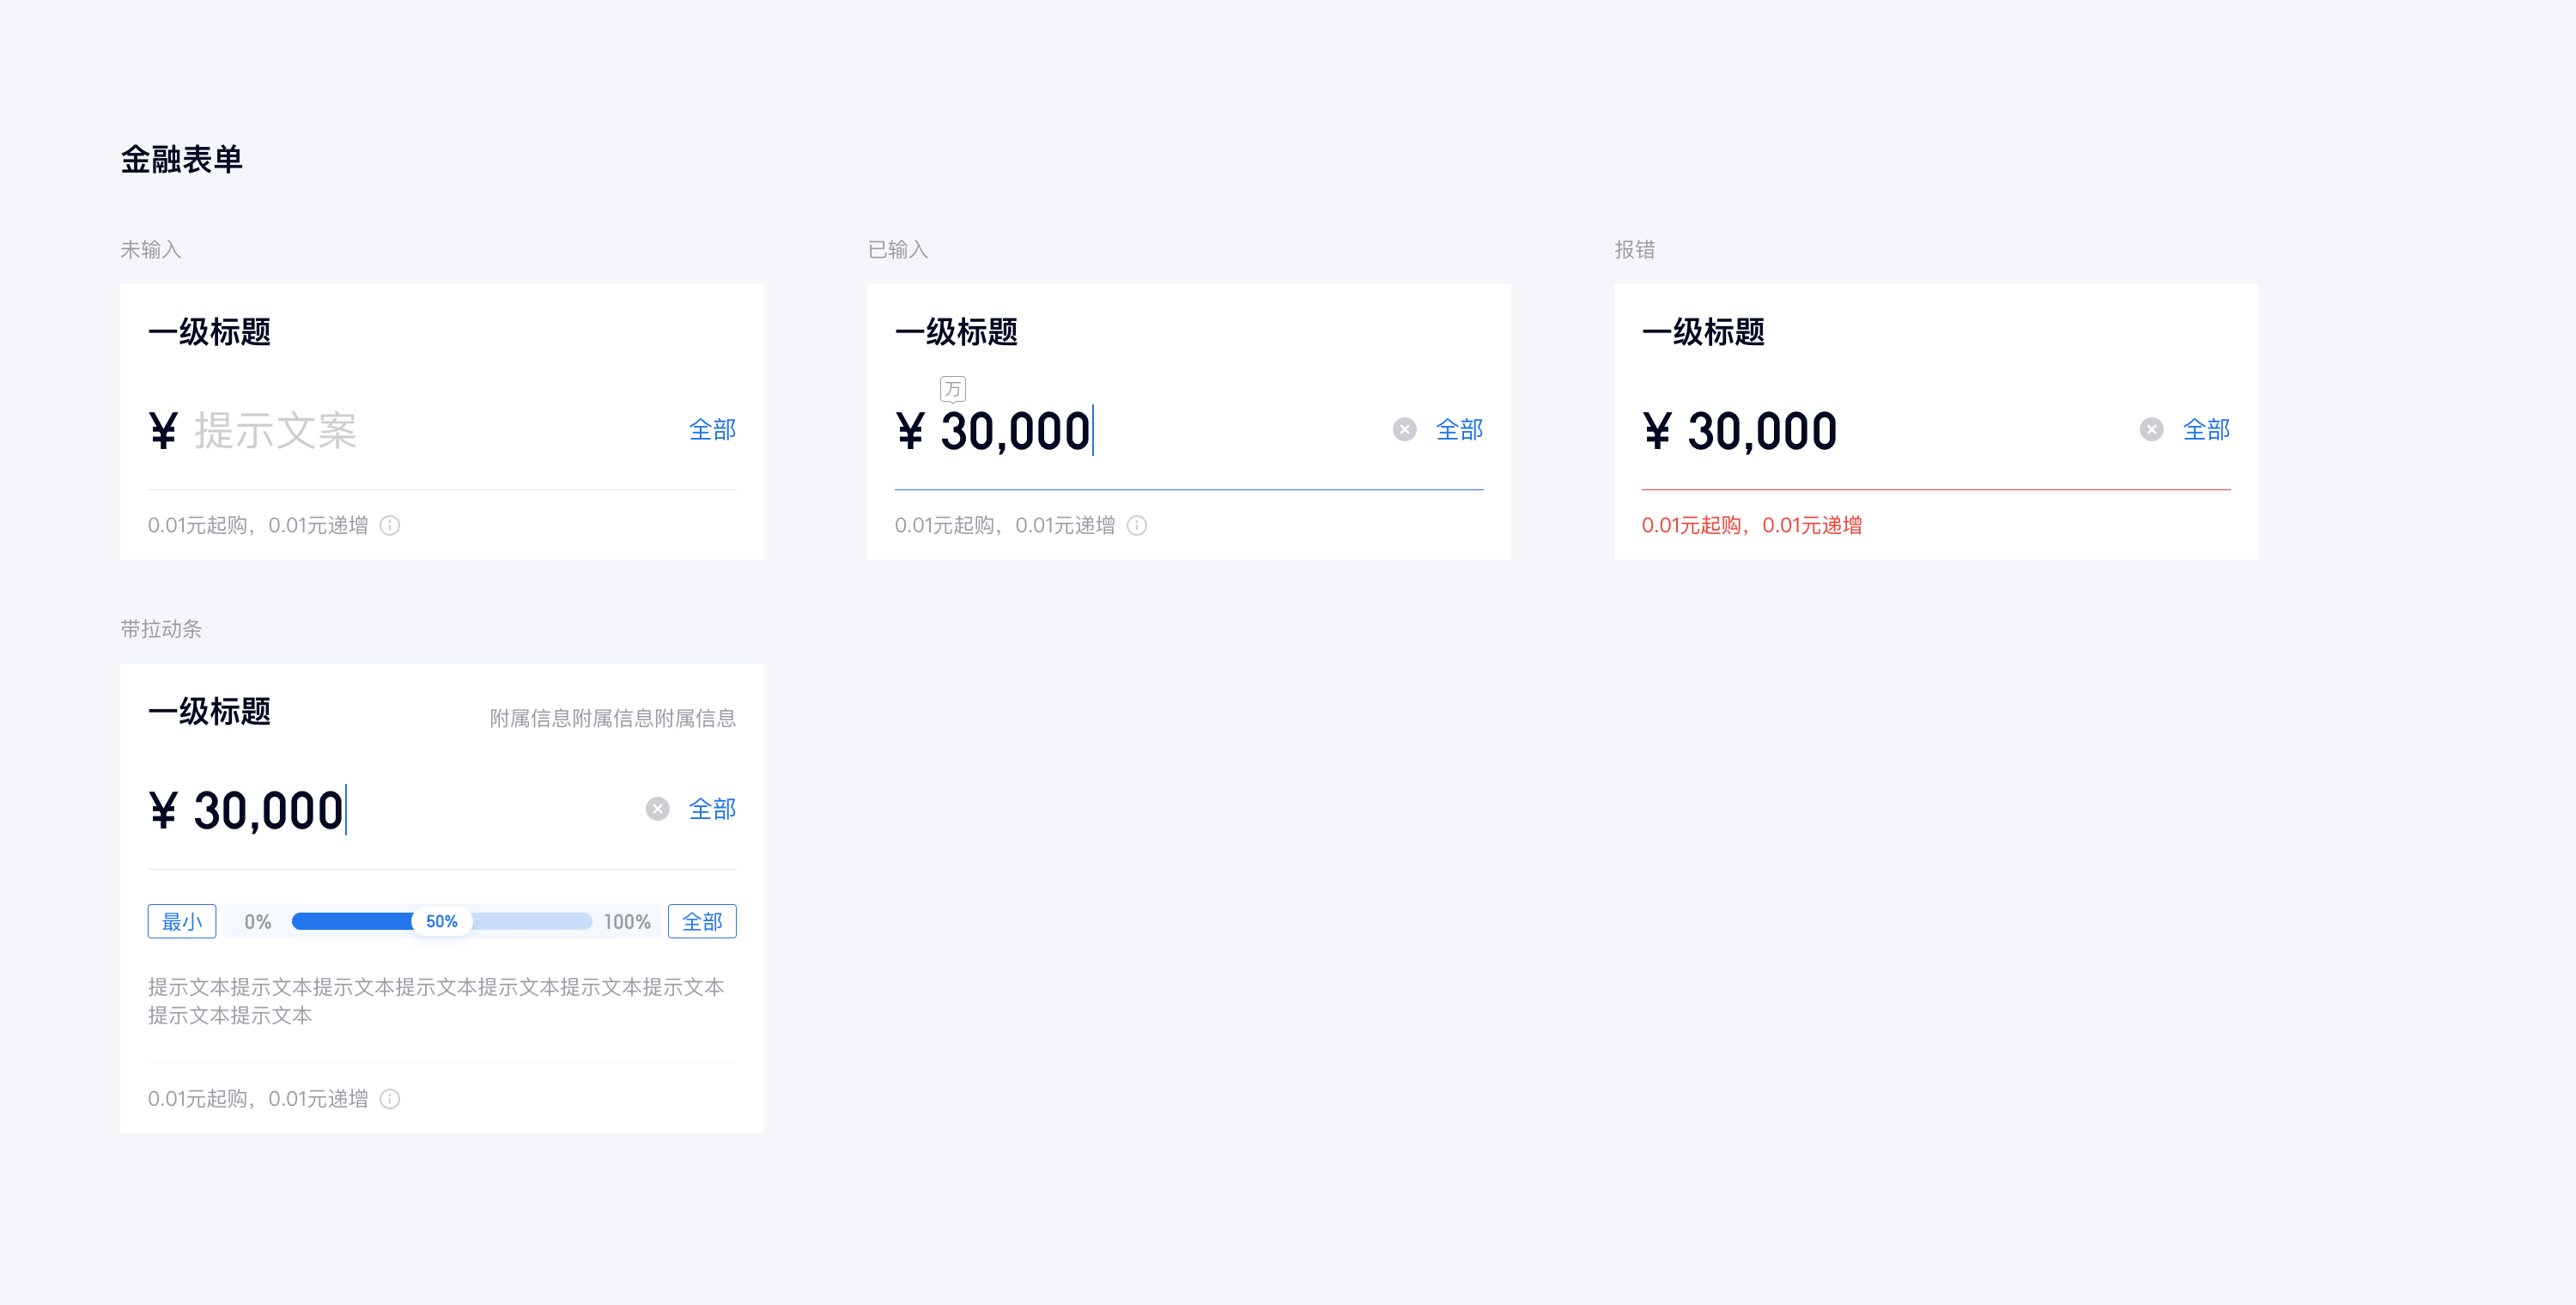 金融表单
未输入
一级标题
¥ 提示文案 全部
0.01元起购，0.01元递增
已输入
一级标题
万
¥ 30,000 全部
0.01元起购，0.01元递增
报错
一级标题
¥ 30,000 全部
0.01元起购，0.01元递增
带拉动条
一级标题 附属信息附属信息附属信息
¥ 30,000 全部
最小 0% 50% 100% 全部
提示文本提示文本提示文本提示文本提示文本提示文本提示文本
提示文本提示文本
0.01元起购，0.01元递增